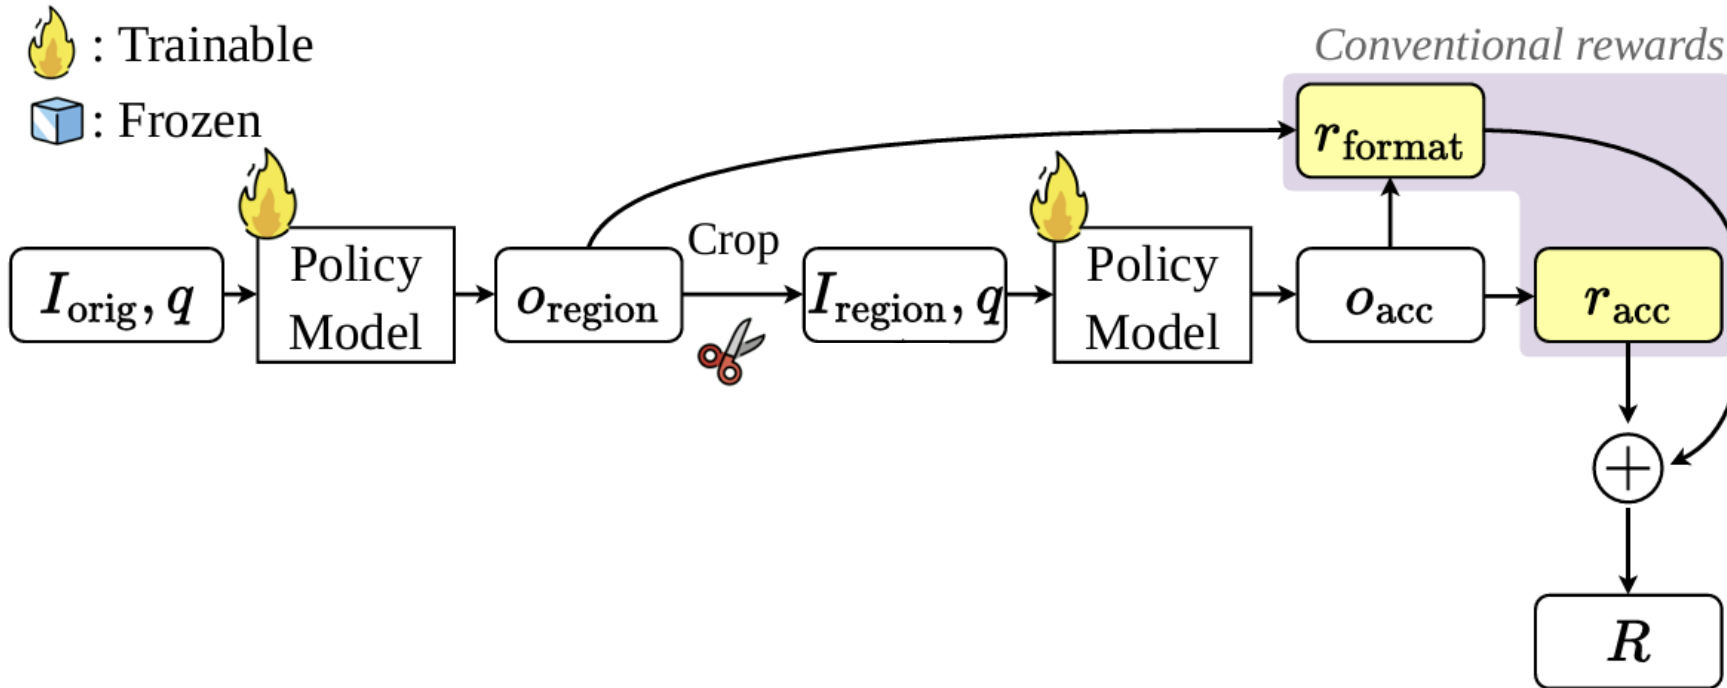 : Trainable
: Frozen
Conventional rewards
r_format
I_orig, q
Policy
Model
o_region
Crop
I_region, q
Policy
Model
o_acc
r_acc
+
R